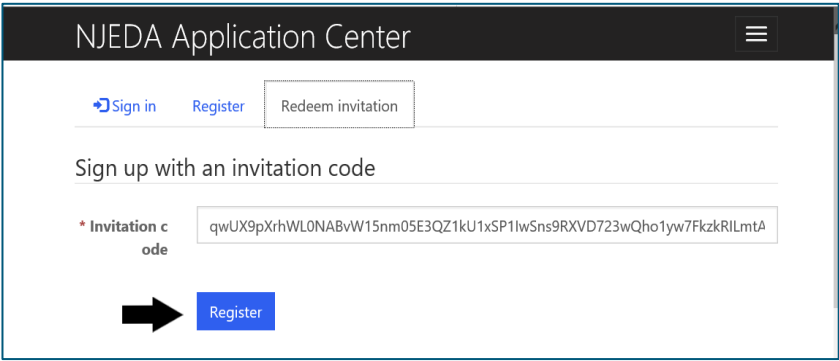 NJEDA Application Center
Sign in
Register
Redeem invitation
Sign up with an invitation code
* Invitation c
ode
qwUX9pXrhWL0NABvW15nm05E3QZ1kU1xSP1IwSns9RXVD723wQho1yw7FkzkRILmtA
Register